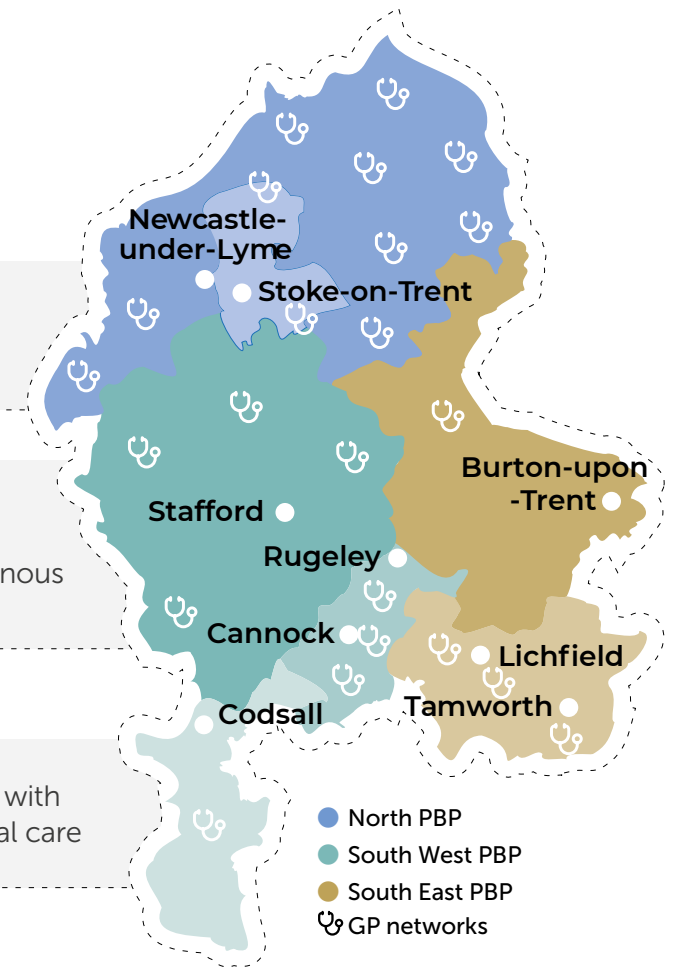 Newcastle-
under-Lyme
Stoke-on-Trent
Burton-upon
-Trent
Stafford
Rugeley
nous
Cannock
Lichfield
Tamworth
Codsall
with
al care
North PBP
South West PBP
South East PBP
GP networks